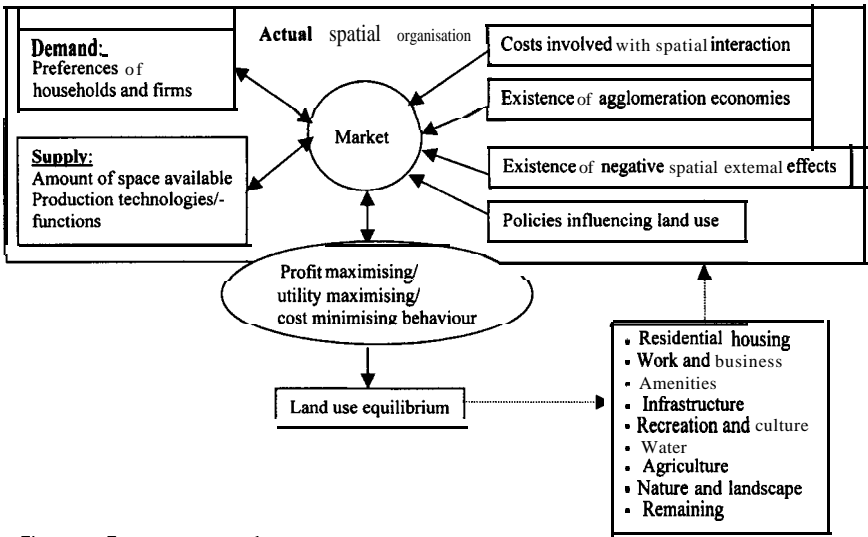 Actual spatial organisation
Demand:
Preferences of
households and firms
Supply:
Amount of space available
Production technologies/-
functions
Market
Costs involved with spatial interaction
Existence of agglomeration economies
Existence of negative spatial external effects
Policies influencing land use
Profit maximising/
utility maximising/
cost minimising behaviour
Land use equilibrium
• Residential housing
• Work and business
• Amenities
• Infrastructure
• Recreation and culture
• Water
• Agriculture
• Nature and landscape
• Remaining